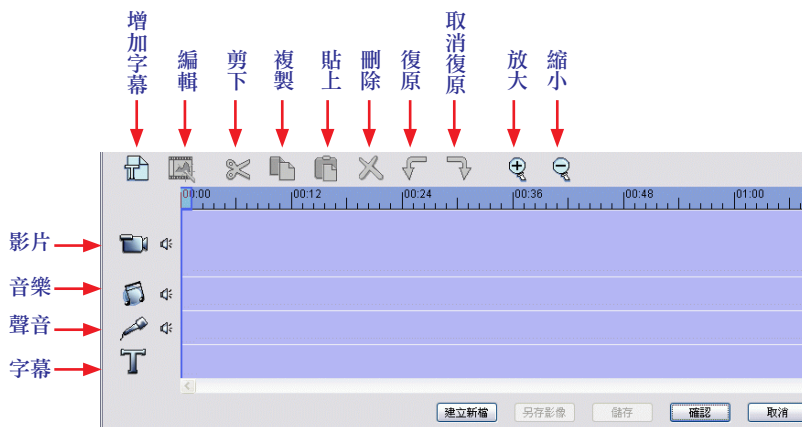 增加字幕
編輯
剪下
複製
貼上
刪除
復原
取消復原
放大
縮小
00:00 00:12 00:24 00:36 00:48 01:00
影片
音樂
聲音
字幕
建立新檔 另存影像 儲存 確認 取消